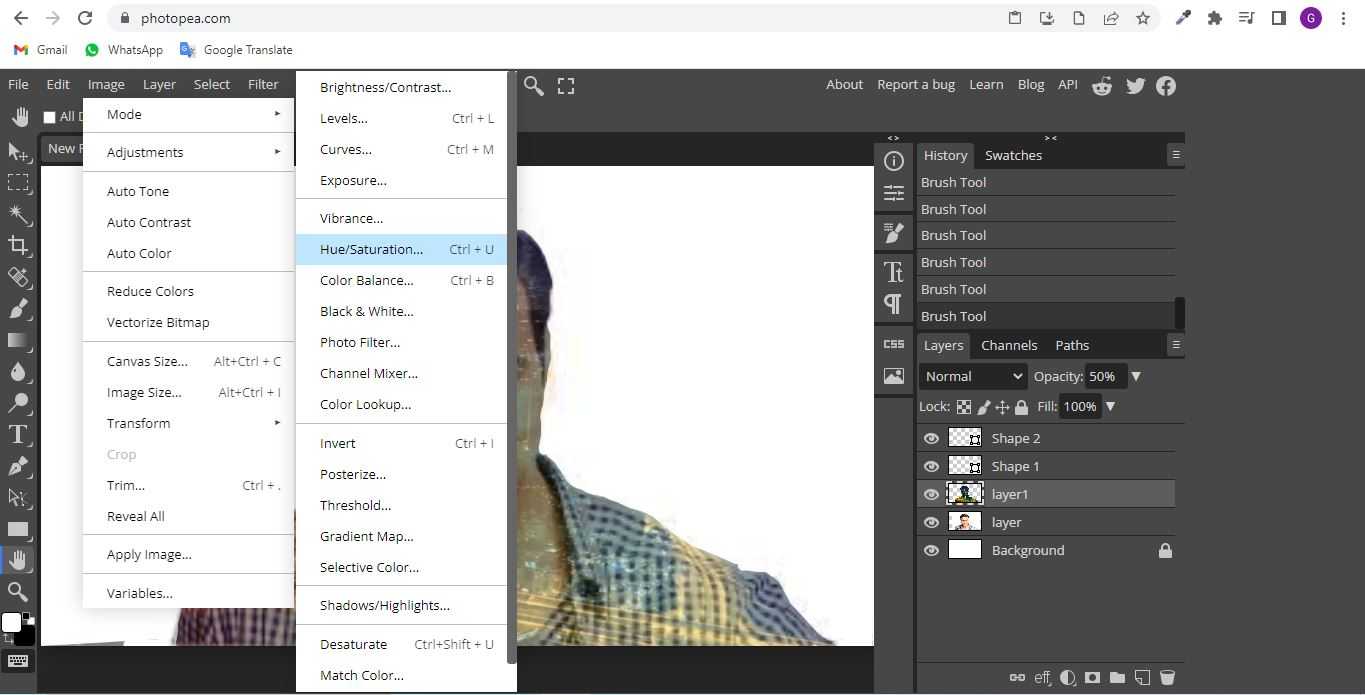 photopea.com
G
Gmail WhatsApp Google Translate
File Edit Image Layer Select Filter
About Report a bug Learn Blog API
All
New
Mode
Adjustments
Auto Tone
Auto Contrast
Auto Color
Reduce Colors
Vectorize Bitmap
Canvas Size... Alt+Ctrl + C
Image Size... Alt+Ctrl + I
Transform
Crop
Trim... Ctrl + .
Reveal All
Apply Image...
Variables...
Brightness/Contrast...
Levels... Ctrl + L
Curves... Ctrl + M
Exposure...
Vibrance...
Hue/Saturation... Ctrl + U
Color Balance... Ctrl + B
Black & White...
Photo Filter...
Channel Mixer...
Color Lookup...
Invert Ctrl + I
Posterize...
Threshold...
Gradient Map...
Selective Color...
Shadows/Highlights...
Desaturate Ctrl+Shift + U
Match Color...
< > > <
CSS
History Swatches
Brush Tool
Brush Tool
Brush Tool
Brush Tool
Brush Tool
Brush Tool
Layers Channels Paths
Normal Opacity: 50%
Lock: Fill: 100%
Shape 2
Shape 1
layer1
layer
Background
eff